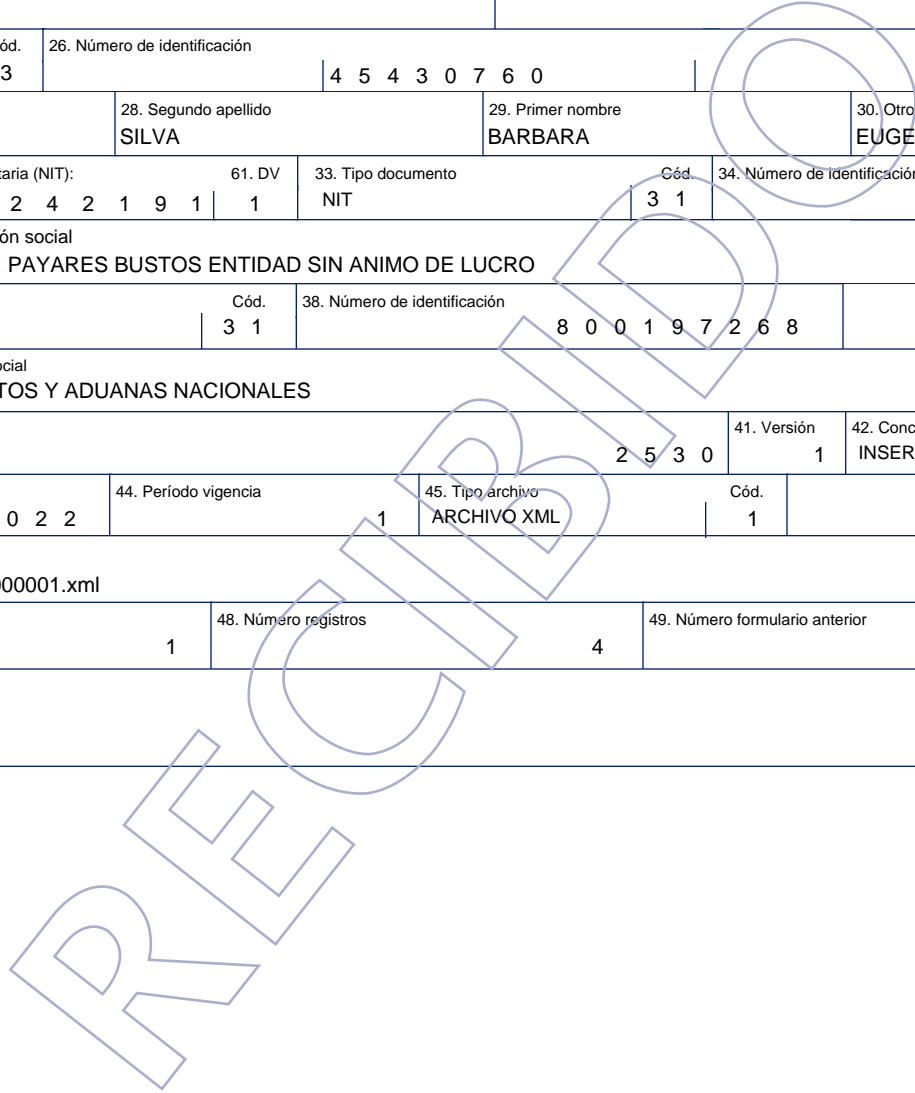 ód. 26. Número de identificación
3 4 5 4 3 0 7 6 0
28. Segundo apellido 29. Primer nombre 30. Otro
SILVA BARBARA EUGE
taria (NIT): 61. DV 33. Tipo documento Cód. 34. Número de identificación
2 4 2 1 9 1 1 NIT 3 1
ón social
PAYARES BUSTOS ENTIDAD SIN ANIMO DE LUCRO
Cód. 38. Número de identificación
3 1 8 0 0 1 9 7 2 6 8
ocial
TOS Y ADUANAS NACIONALES
41. Versión 42. Conc
2 5 3 0 1 INSER
44. Período vigencia 45. Tipo archivo Cód.
0 2 2 1 ARCHIVO XML 1
000001.xml
48. Número registros 49. Número formulario anterior
1 4
RECIBIDO